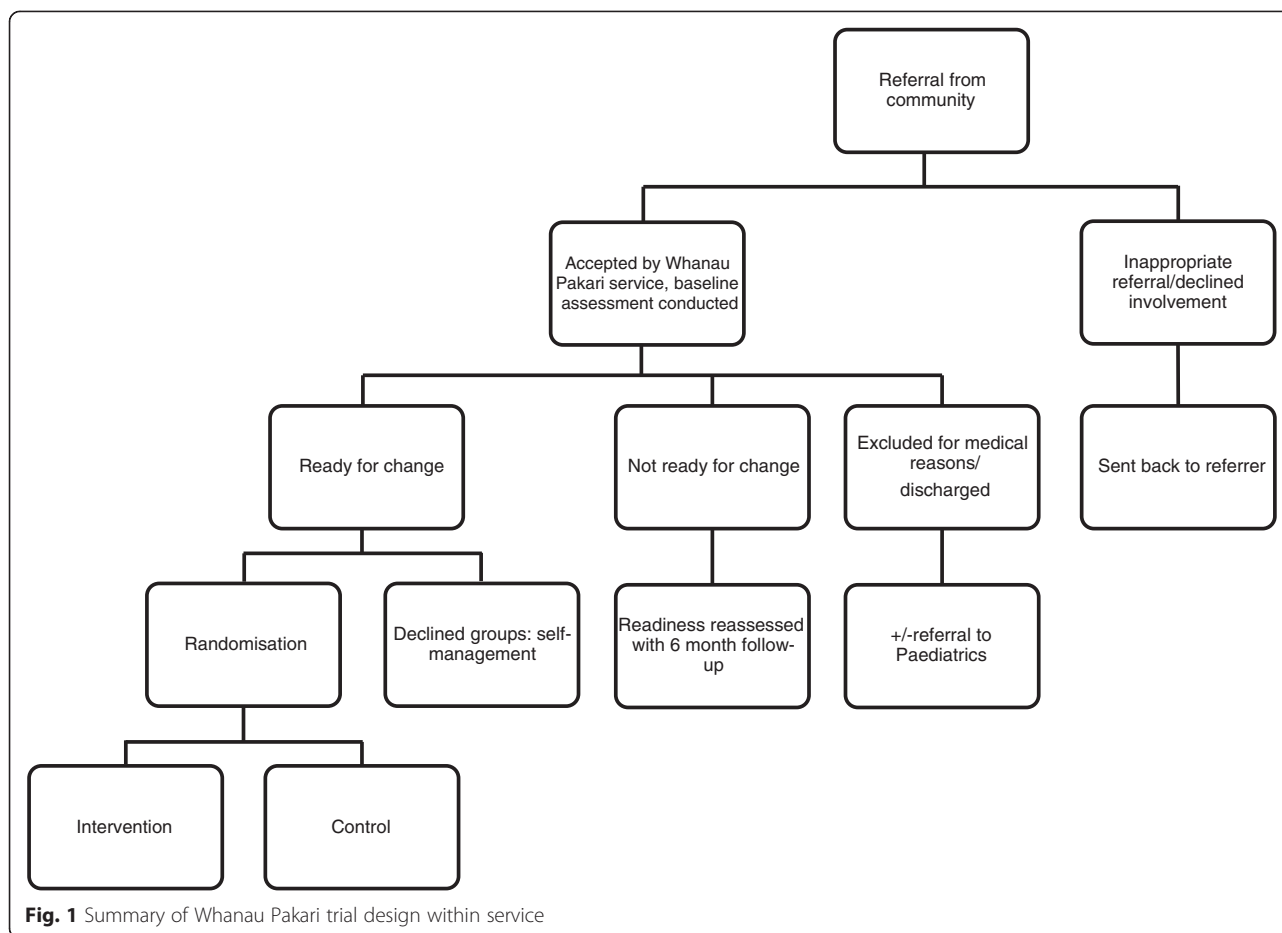 Referral from
community
Accepted by Whanau
Pakari service, baseline
assessment conducted
Inappropriate
referral/declined
involvement
Ready for change
Not ready for change
Excluded for medical
reasons/
discharged
Sent back to referrer
Randomisation
Declined groups: self-
management
Readiness reassessed
with 6 month follow-
up
+/-referral to
Paediatrics
Intervention
Control
Fig. 1 Summary of Whanau Pakari trial design within service